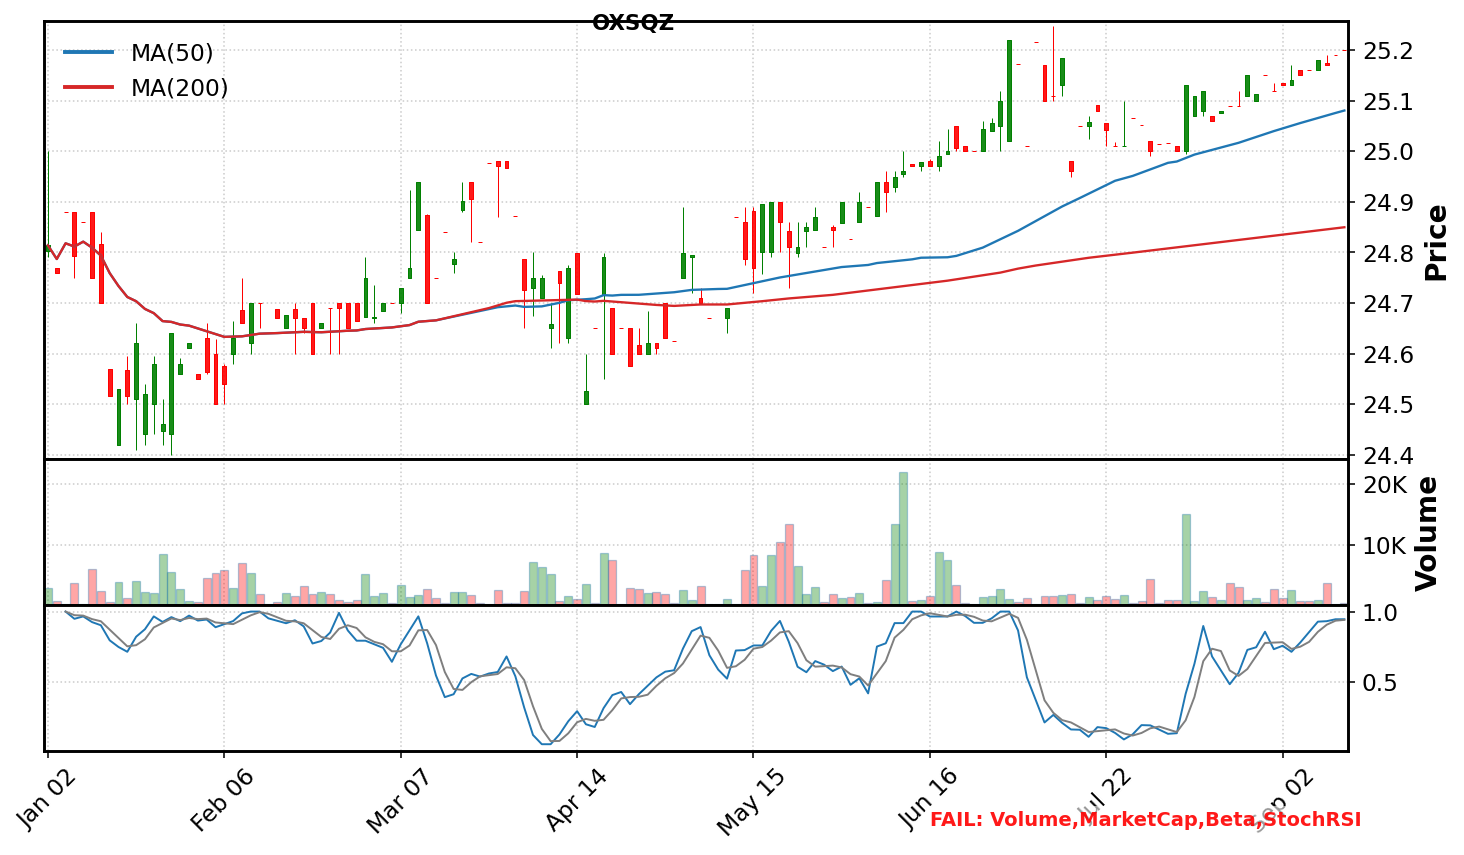 OXSQZ
MA(50)
MA(200)
25.2
25.1
25.0
24.9
24.8
24.7
24.6
24.5
24.4
Price
20K
10K
Volume
1.0
0.5
Jan 02
Feb 06
Mar 07
Apr 14
May 15
Jun 16
Jul 22
Sep 02
FAIL: Volume,MarketCap,Beta,StochRSI